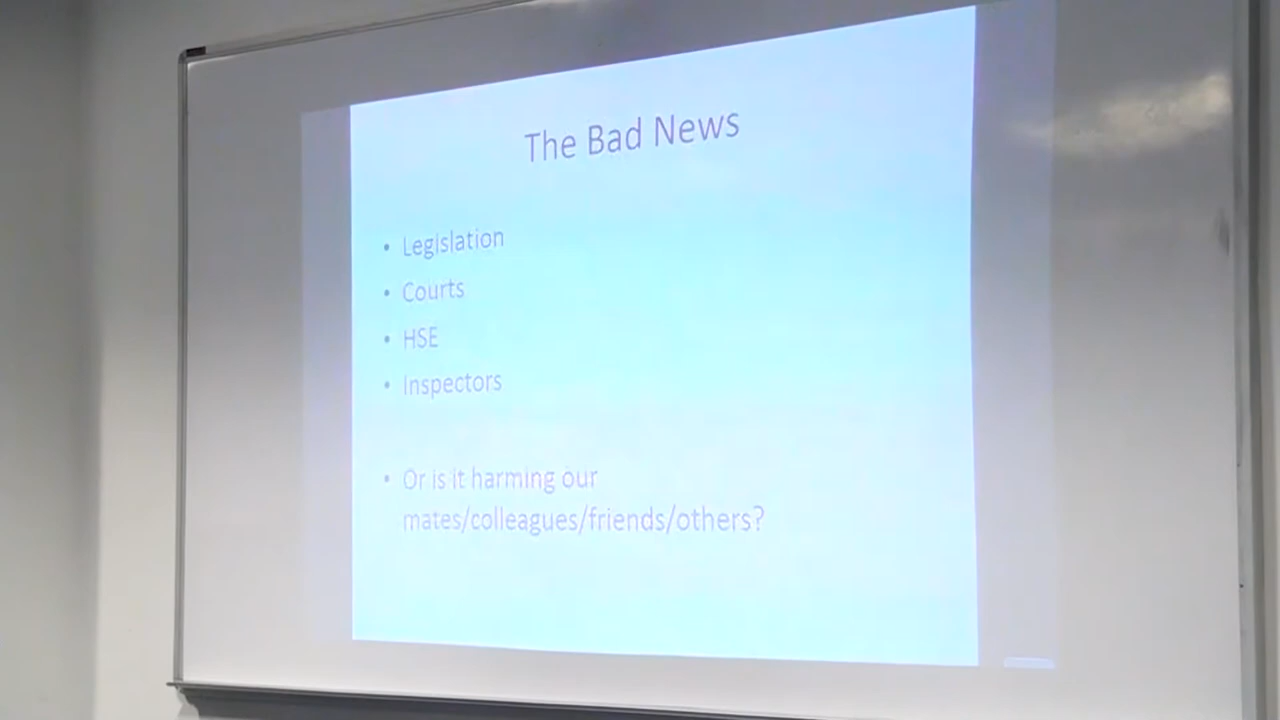 The Bad News
• Legislation
• Courts
• HSE
• Inspectors
• Or is it harming our
mates/colleagues/friends/others?